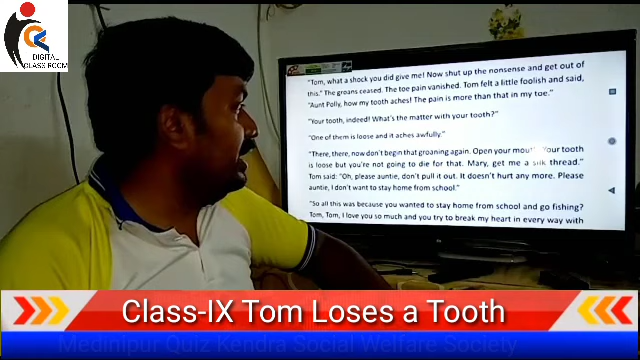 DIGITAL
CLASS ROOM
"Tom, what a shock you did give me! Now shut up the nonsense and get out of
this." The groans ceased. The toe pain vanished. Tom felt a little foolish and said,
"Aunt Polly, how my tooth aches! The pain is more than that in my toe."
"Your tooth, indeed! What's the matter with your tooth?"
"One of them is loose and it aches awfully."
"There, there, now don't begin that groaning again. Open your mout Your tooth
is loose but you're not going to die for that. Mary, get me a silk thread."
Tom said: "Oh, please auntie, don't pull it out. It doesn't hurt any more. Please
auntie, I don't want to stay home from school."
"So all this was because you wanted to stay home from school and go fishing?
Tom, Tom, I love you so much and you try to break my heart in every way with
Class-IX Tom Loses a Tooth
Medinipur Quiz Kendra Social Welfare Society